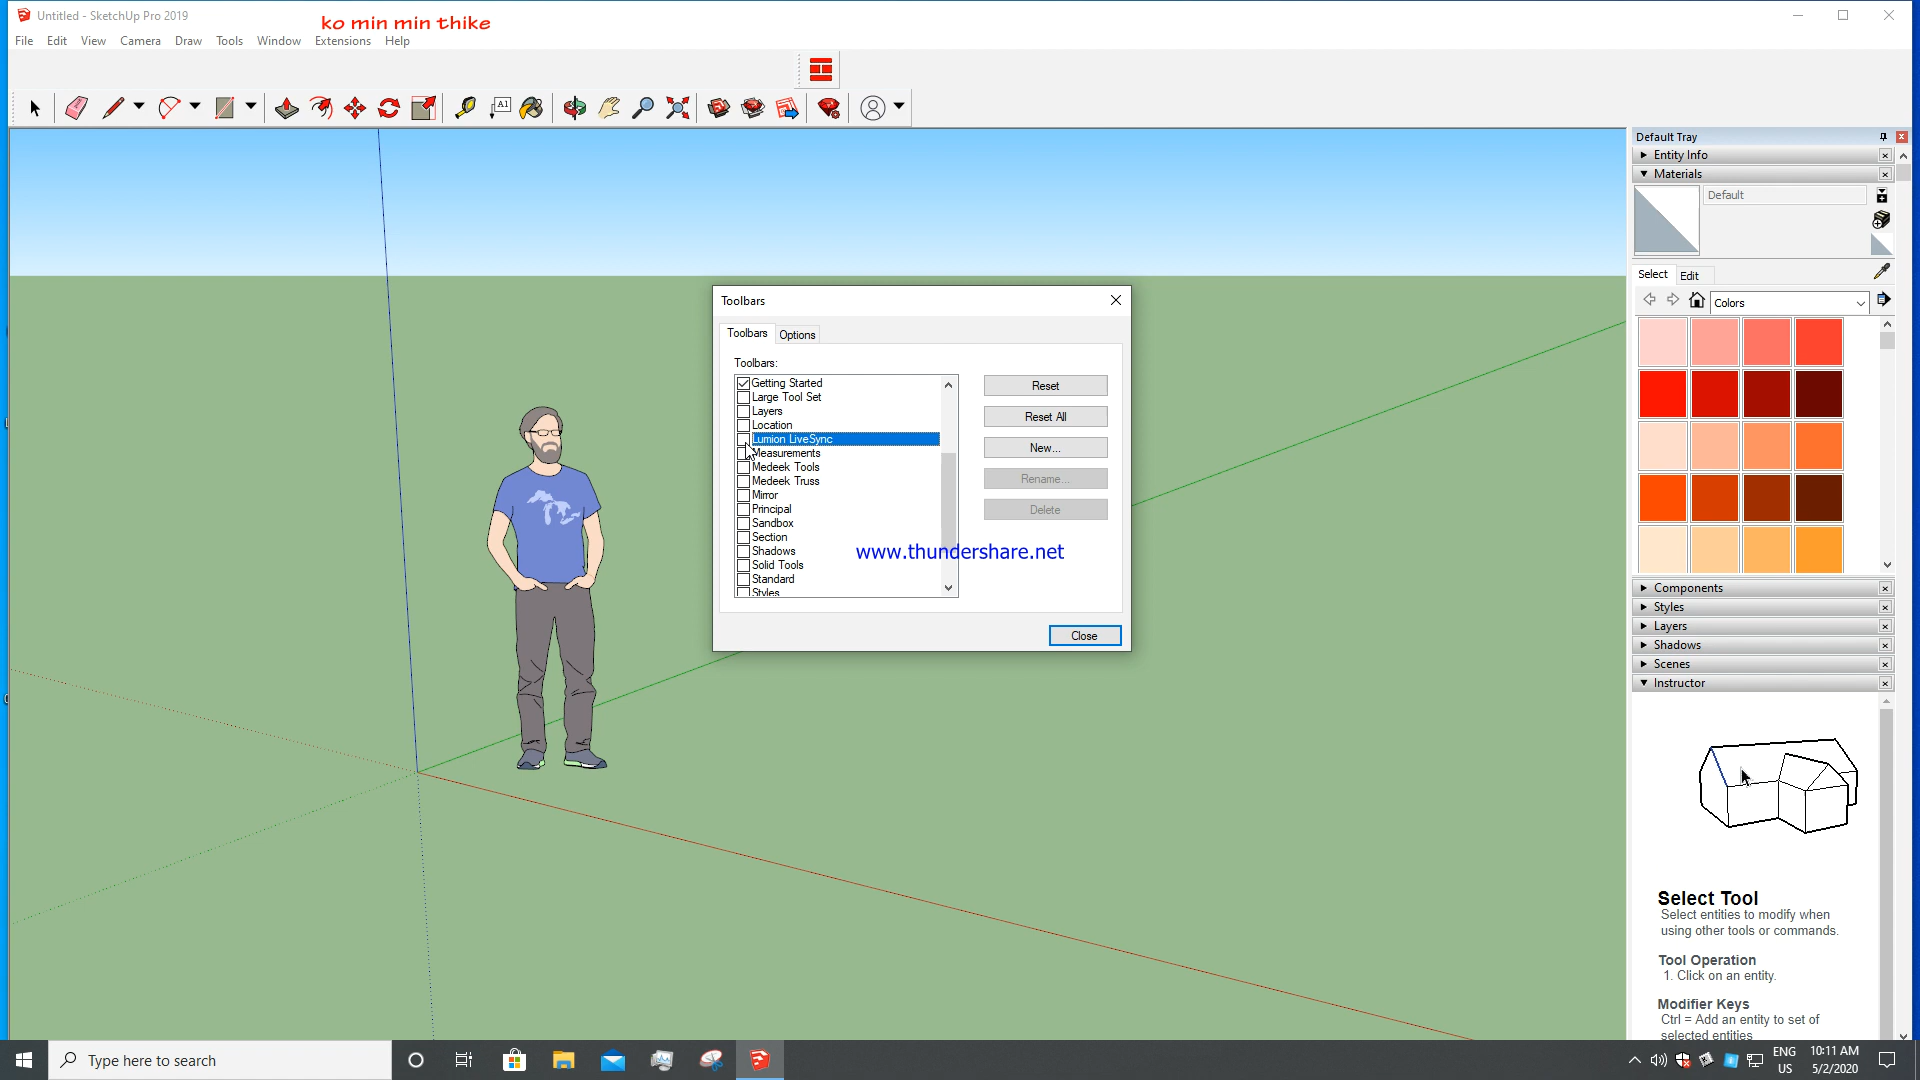 Untitled - SketchUp Pro 2019
ko min min thike
File Edit View Camera Draw Tools Window Extensions Help
A1
Default Tray
Entity Info
Materials
Default
Select Edit
Colors
Toolbars
Toolbars Options
Toolbars:
Getting Started
Large Tool Set
Layers
Location
Lumion LiveSync
Measurements
Medeek Tools
Medeek Truss
Mirror
Principal
Sandbox
Section
Shadows
Solid Tools
Standard
Styles
Reset
Reset All
New...
Rename...
Delete
www.thundershare.net
Close
Components
Styles
Layers
Shadows
Scenes
Instructor
Select Tool
Select entities to modify when
using other tools or commands.
Tool Operation
1. Click on an entity.
Modifier Keys
Ctrl = Add an entity to set of
selected entities
Type here to search
ENG
US
10:11 AM
5/2/2020